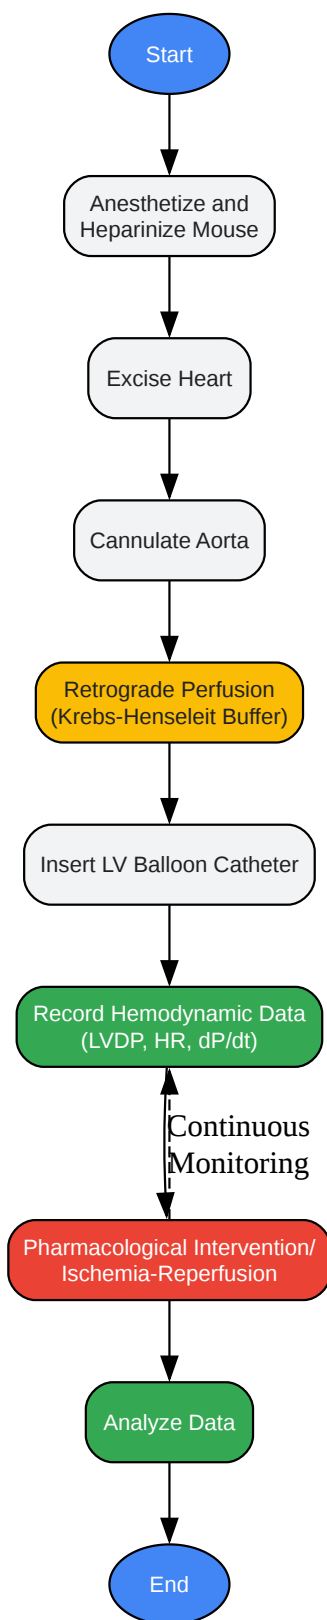 Start
Anesthetize and
Heparinize Mouse
Excise Heart
Cannulate Aorta
Retrograde Perfusion
(Krebs-Henseleit Buffer)
Insert LV Balloon Catheter
Record Hemodynamic Data
(LVDP, HR, dP/dt)
Continuous
Monitoring
Pharmacological Intervention/
Ischemia-Reperfusion
Analyze Data
End